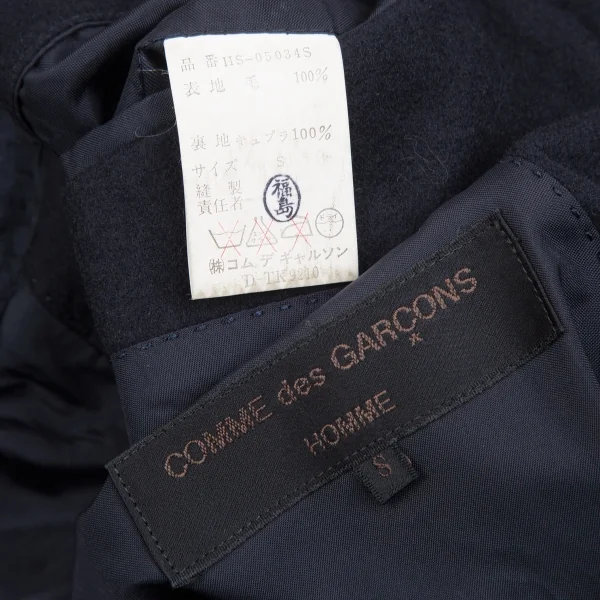 品番HS-05034S
表地 毛 100%
裏地 キュプラ100%
サイズ S
縫製
責任者
福島
㈱コム デ ギャルソン
D-TK9210
COMME des GARCONS
HOMME
S